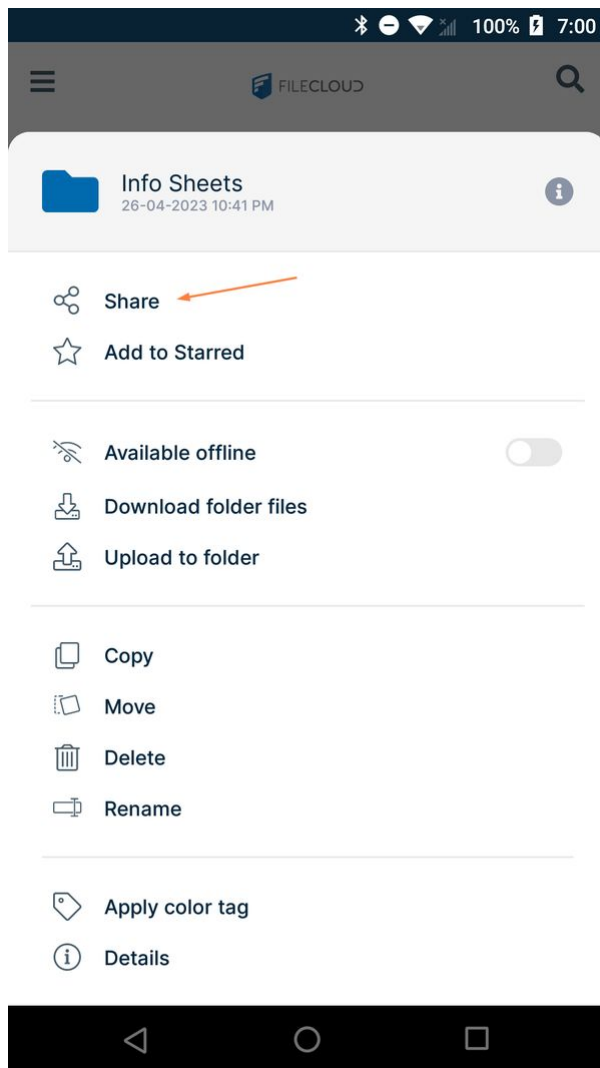 100% 7:00
FILECLOUD
Info Sheets
26-04-2023 10:41 PM
Share
Add to Starred
Available offline
Download folder files
Upload to folder
Copy
Move
Delete
Rename
Apply color tag
Details